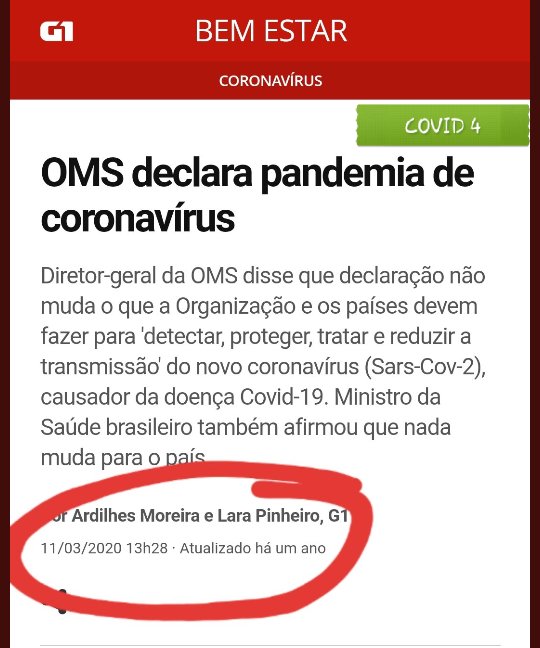 G1
BEM ESTAR
CORONAVÍRUS
COVID 4
OMS declara pandemia de
coronavírus
Diretor-geral da OMS disse que declaração não
muda o que a Organização e os países devem
fazer para 'detectar, proteger, tratar e reduzir a
transmissão' do novo coronavírus (Sars-Cov-2),
causador da doença Covid-19. Ministro da
Saúde brasileiro também afirmou que nada
muda para o país.
Por Ardilhes Moreira e Lara Pinheiro, G1
11/03/2020 13h28 · Atualizado há um ano